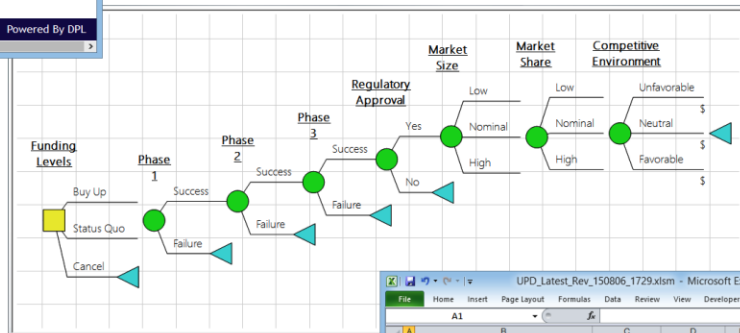 Powered By DPL
Funding
Levels
Buy Up
Status Quo
Cancel
Phase
1
Success
Failure
Phase
2
Success
Failure
Phase
3
Success
Failure
Regulatory
Approval
Yes
No
Market
Size
Low
Nominal
High
Market
Share
Low
Nominal
High
Competitive
Environment
Unfavorable
$
Neutral
$
Favorable
$
UPD_Latest_Rev_150806_1729.xlsm - Microsoft E
File Home Insert Page Layout Formulas Data Review View Developer
A1 fx
A B C D